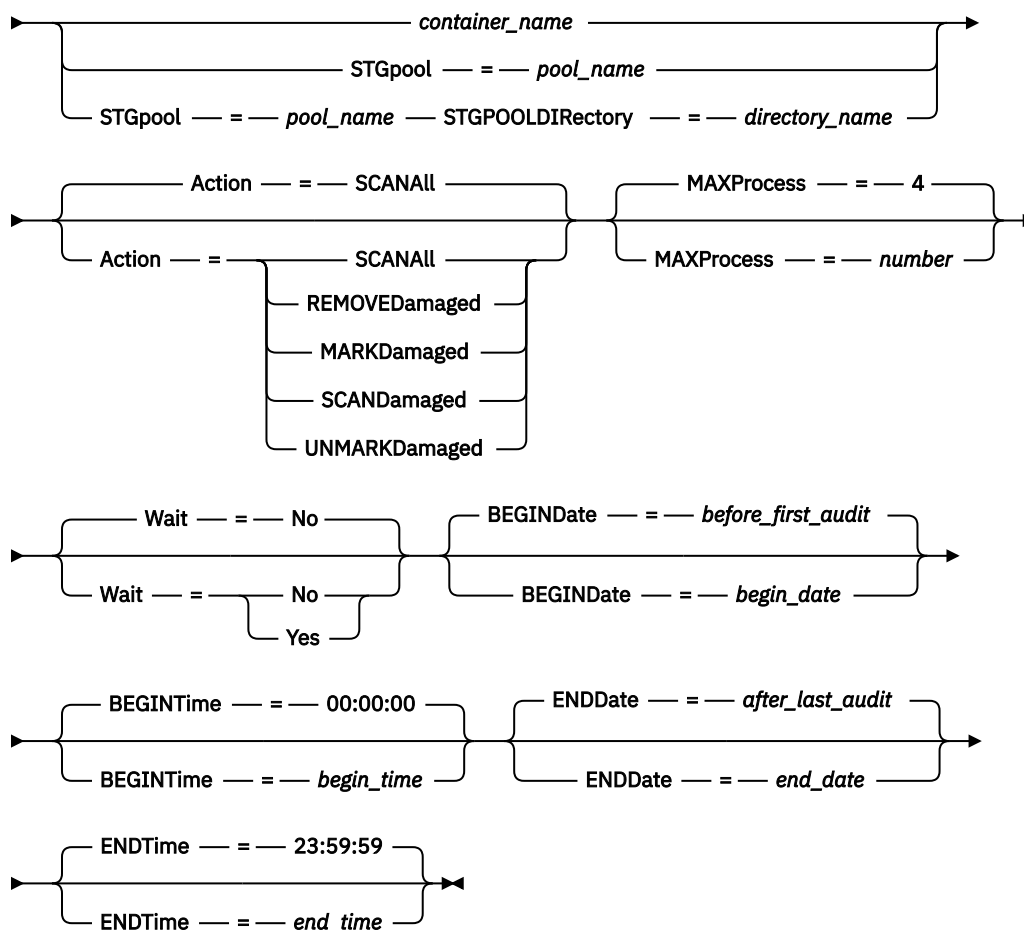 container_name
STGpool = pool_name
STGpool = pool_name STGPOOLDIRectory = directory_name
Action = SCANAll MAXProcess = 4
Action = SCANAll MAXProcess = number
REMOVEDamaged
MARKDamaged
SCANDamaged
UNMARKDamaged
Wait = No BEGINDate = before_first_audit
Wait = No BEGINDate = begin_date
Yes
BEGINTime = 00:00:00 ENDDate = after_last_audit
BEGINTime = begin_time ENDDate = end_date
ENDTime = 23:59:59
ENDTime = end_time